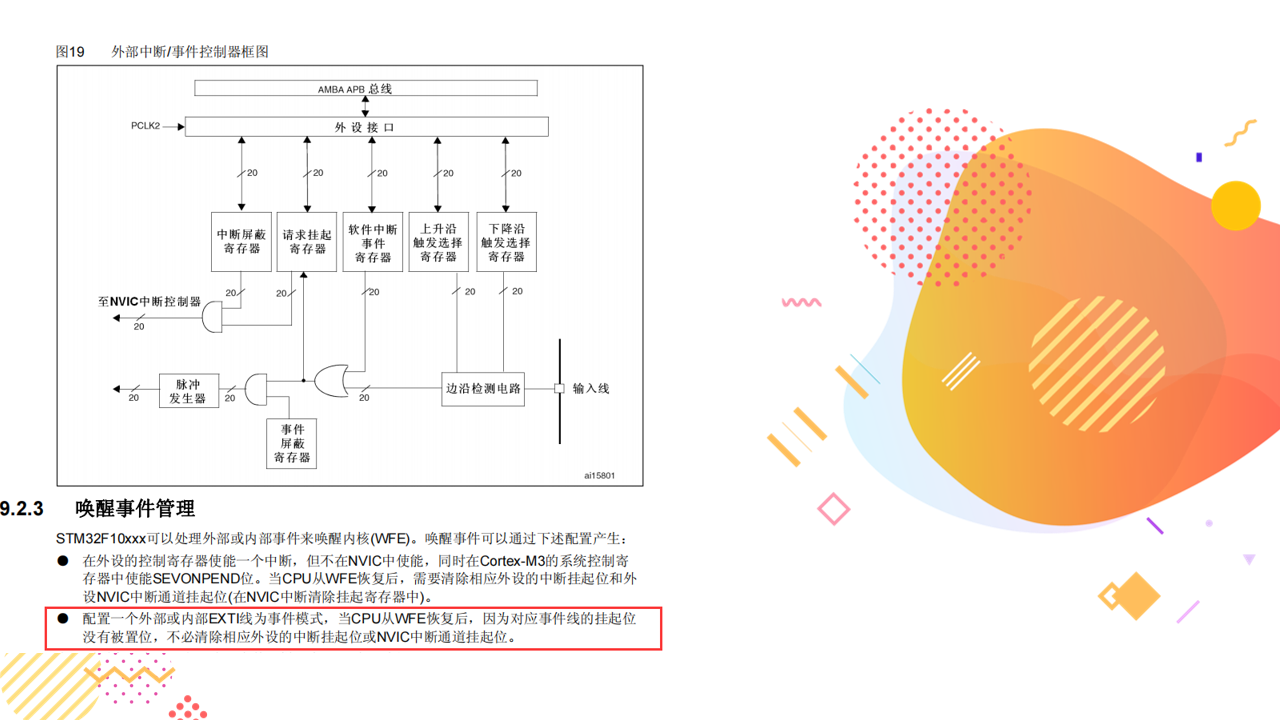 图19 外部中断/事件控制器框图
AMBA APB 总线
PCLK2
外设接口
20 20 20 20 20
中断屏蔽
寄存器
请求挂起
寄存器
软件中断
事件
寄存器
上升沿
触发选择
寄存器
下降沿
触发选择
寄存器
20 20 20 20 20
至NVIC中断控制器
20
脉冲
发生器
边沿检测电路
输入线
20 20 20
事件
屏蔽
寄存器
ai15801
9.2.3 唤醒事件管理
STM32F10xxx可以处理外部或内部事件来唤醒内核(WFE)。唤醒事件可以通过下述配置产生：
● 在外设的控制寄存器使能一个中断，但不在NVIC中使能，同时在Cortex-M3的系统控制寄
存器中使能SEVONPEND位。当CPU从WFE恢复后，需要清除相应外设的中断挂起位和外
设NVIC中断通道挂起位(在NVIC中断清除挂起寄存器中)。
● 配置一个外部或内部EXTI线为事件模式，当CPU从WFE恢复后，因为对应事件线的挂起位
没有被置位，不必清除相应外设的中断挂起位或NVIC中断通道挂起位。